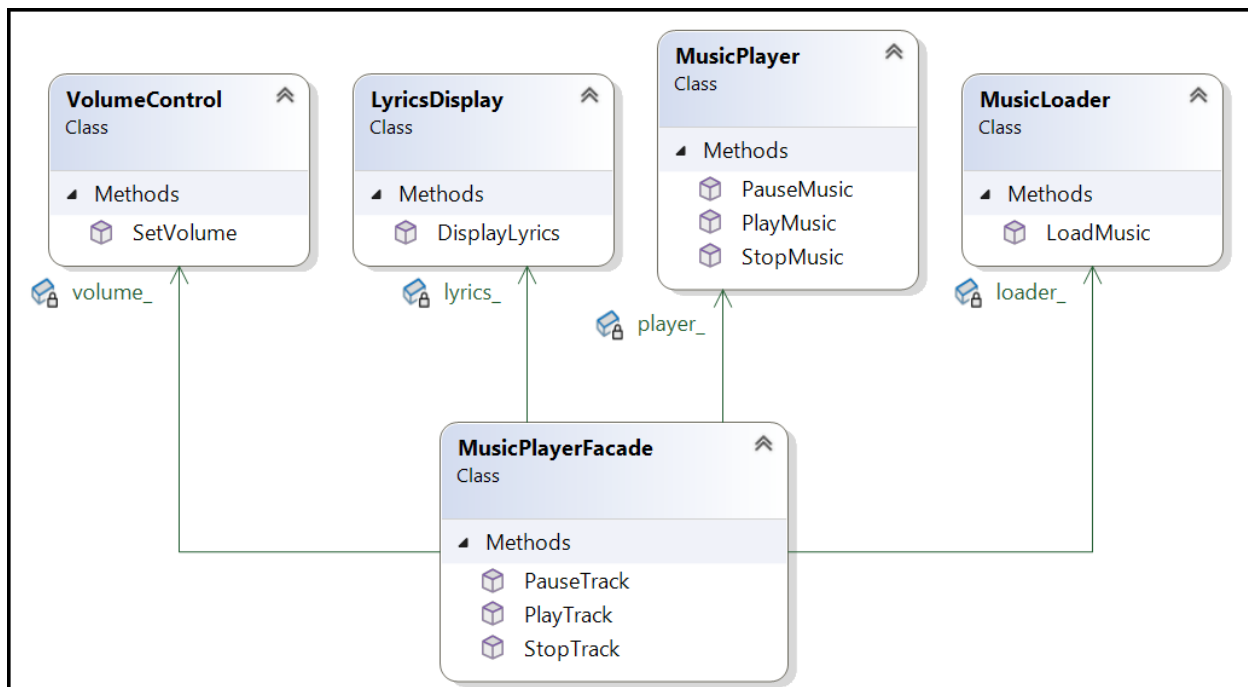 VolumeControl
Class
Methods
SetVolume
volume_
LyricsDisplay
Class
Methods
DisplayLyrics
lyrics_
MusicPlayer
Class
Methods
PauseMusic
PlayMusic
StopMusic
player_
MusicLoader
Class
Methods
LoadMusic
loader_
MusicPlayerFacade
Class
Methods
PauseTrack
PlayTrack
StopTrack